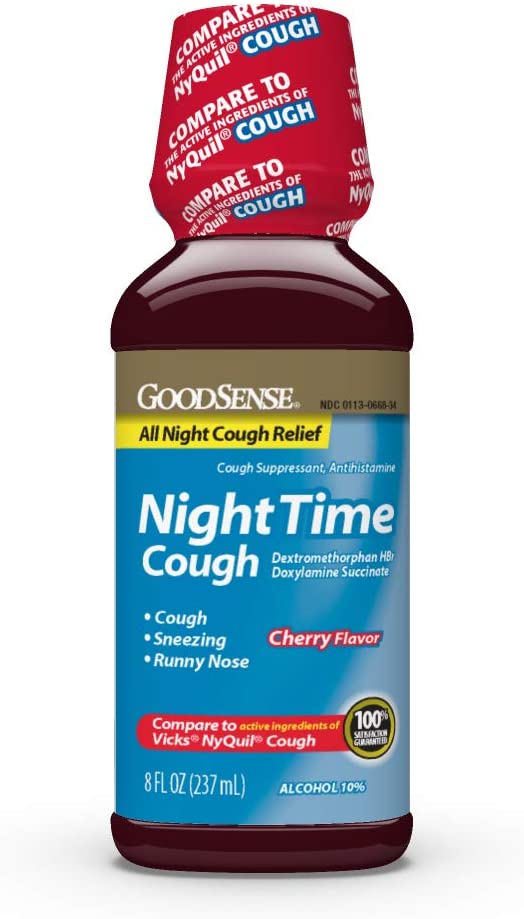 COMPARE TO
THE ACTIVE INGREDIENTS OF
NyQuil® COUGH
COMPARE TO
THE ACTIVE INGREDIENTS OF
NyQuil® COUGH
COMPARE TO
THE ACTIVE INGREDIENTS OF
NyQuil® COUGH
GOODSENSE®
NDC 0113-0668-34
All Night Cough Relief
Cough Suppressant, Antihistamine
Night Time
Cough
Dextromethorphan HBr
Doxylamine Succinate
• Cough
• Sneezing
• Runny Nose
Cherry Flavor
Compare to active ingredients of
Vicks® NyQuil® Cough
100%
SATISFACTION
GUARANTEED
8 FL OZ (237 mL)
ALCOHOL 10%